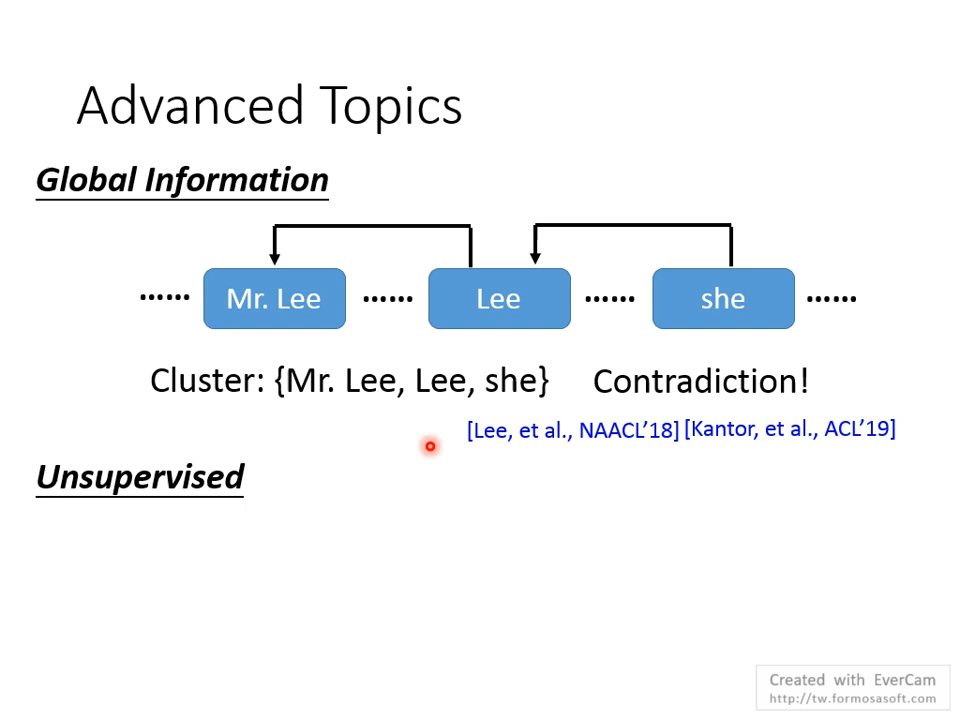 Advanced Topics
Global Information
...... Mr. Lee ...... Lee ...... she ......
Cluster: {Mr. Lee, Lee, she} Contradiction!
[Lee, et al., NAACL’18] [Kantor, et al., ACL’19]
Unsupervised
Created with EverCam
http://tw.formosasoft.com